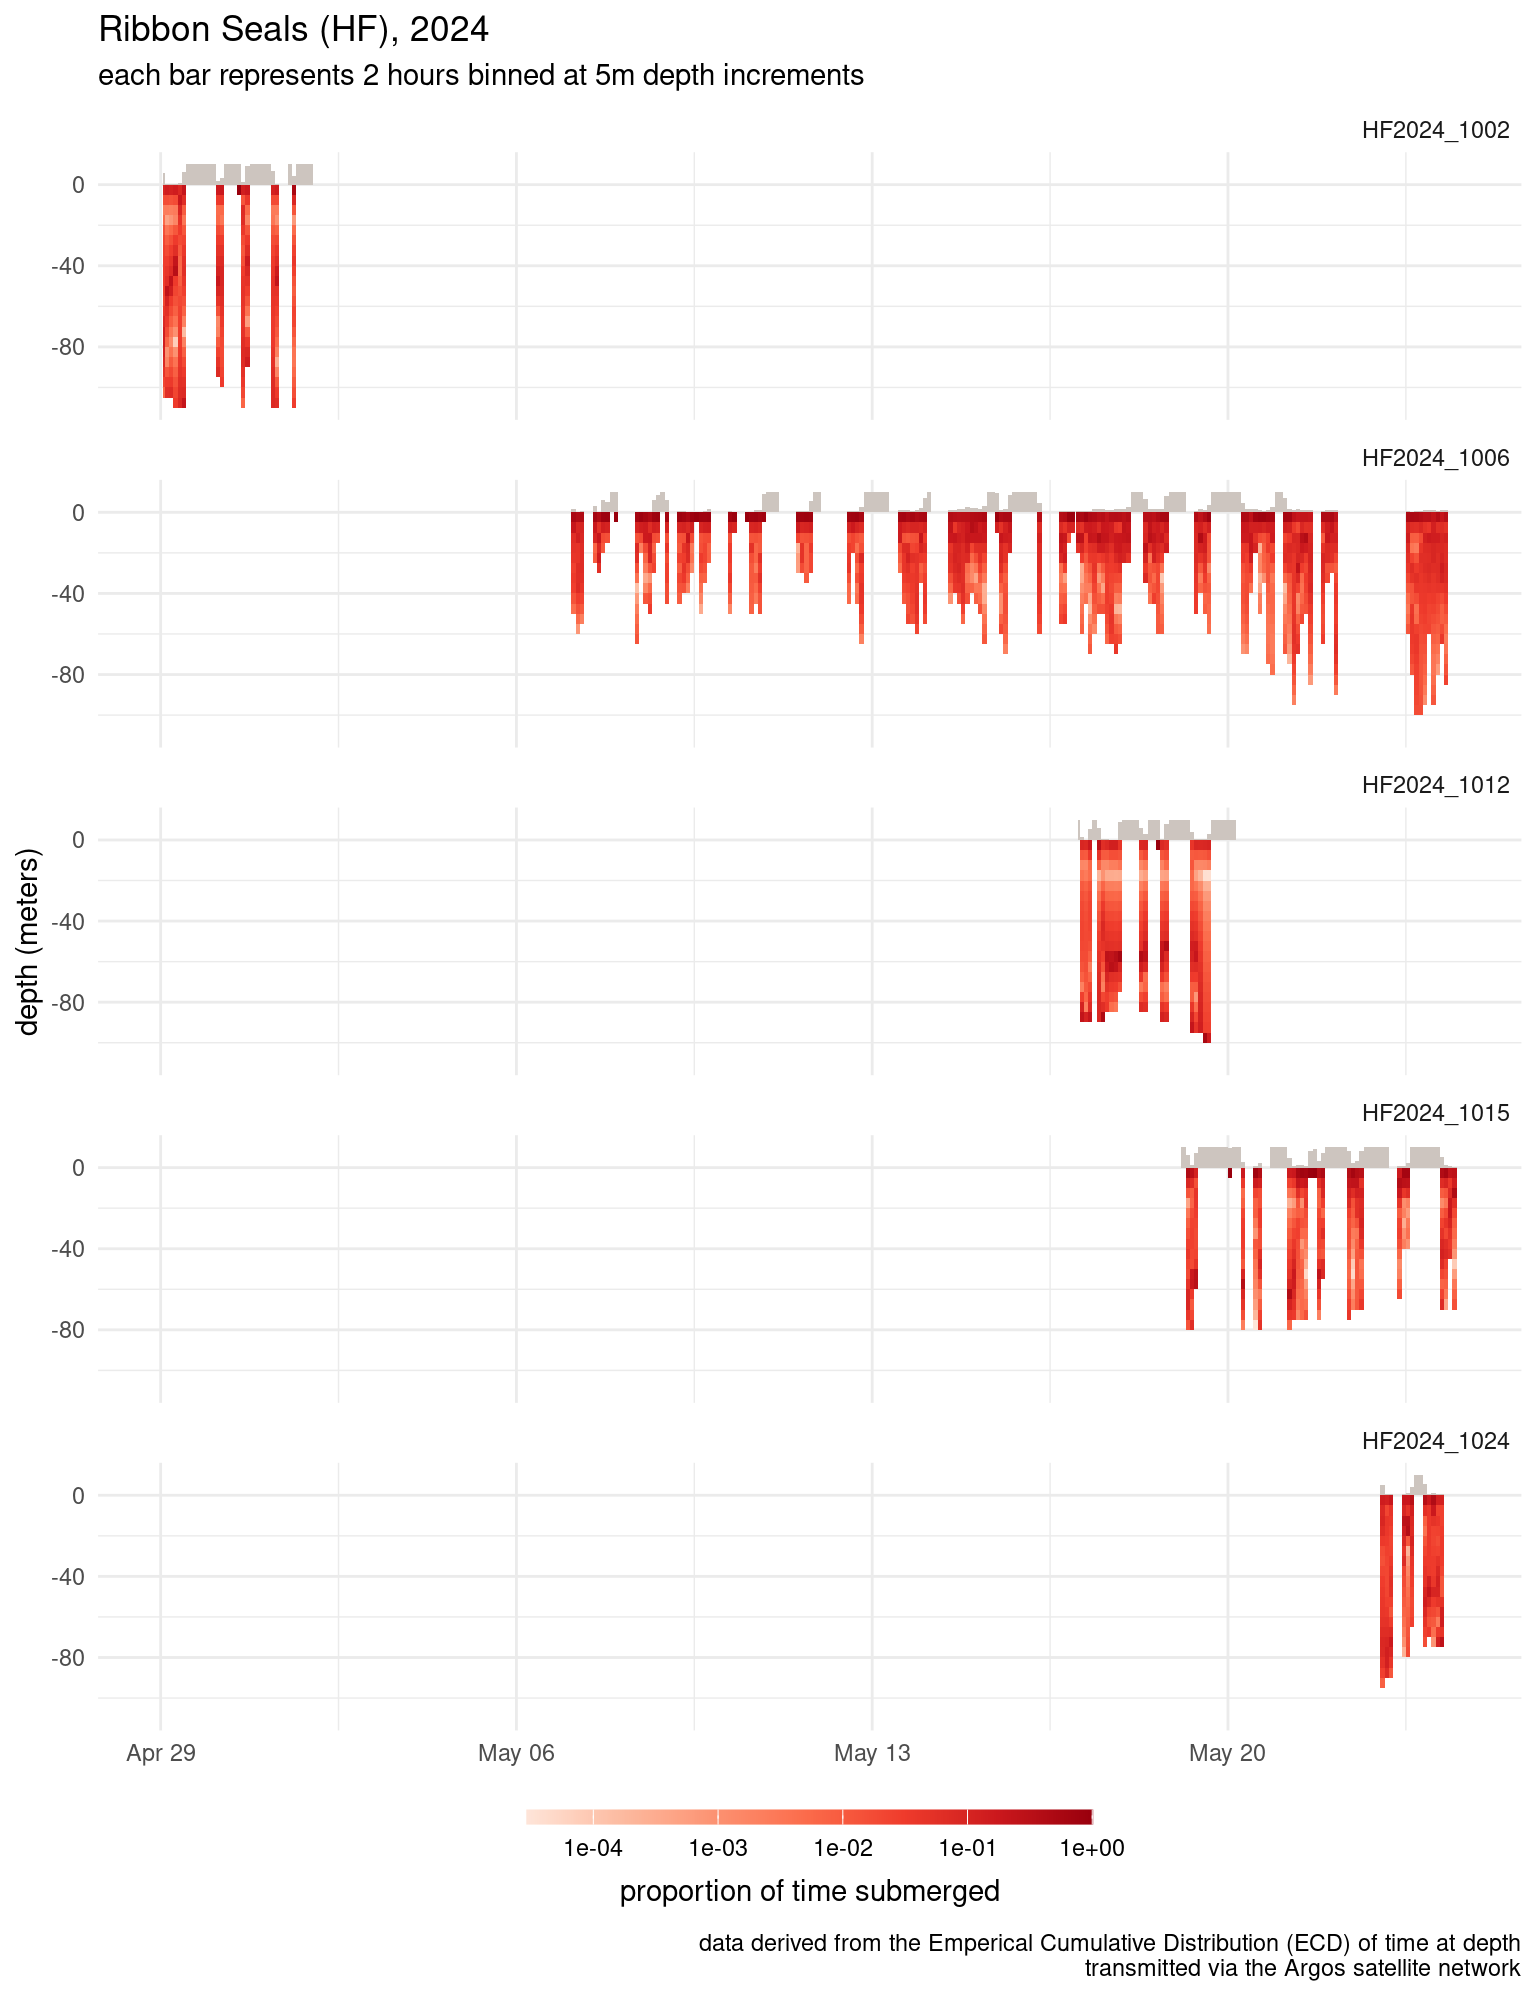 Ribbon Seals (HF), 2024
each bar represents 2 hours binned at 5m depth increments
HF2024_1002
0
-40
-80
HF2024_1006
0
-40
-80
HF2024_1012
0
-40
-80
depth (meters)
HF2024_1015
0
-40
-80
HF2024_1024
0
-40
-80
Apr 29 May 06 May 13 May 20
1e-04 1e-03 1e-02 1e-01 1e+00
proportion of time submerged
data derived from the Emperical Cumulative Distribution (ECD) of time at depth
transmitted via the Argos satellite network